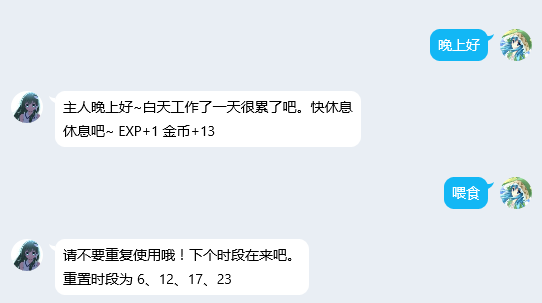 晚上好
主人晚上好~白天工作了一天很累了吧。快休息
休息吧~ EXP+1 金币+13
喂食
请不要重复使用哦！下个时段在来吧。
重置时段为 6、12、17、23